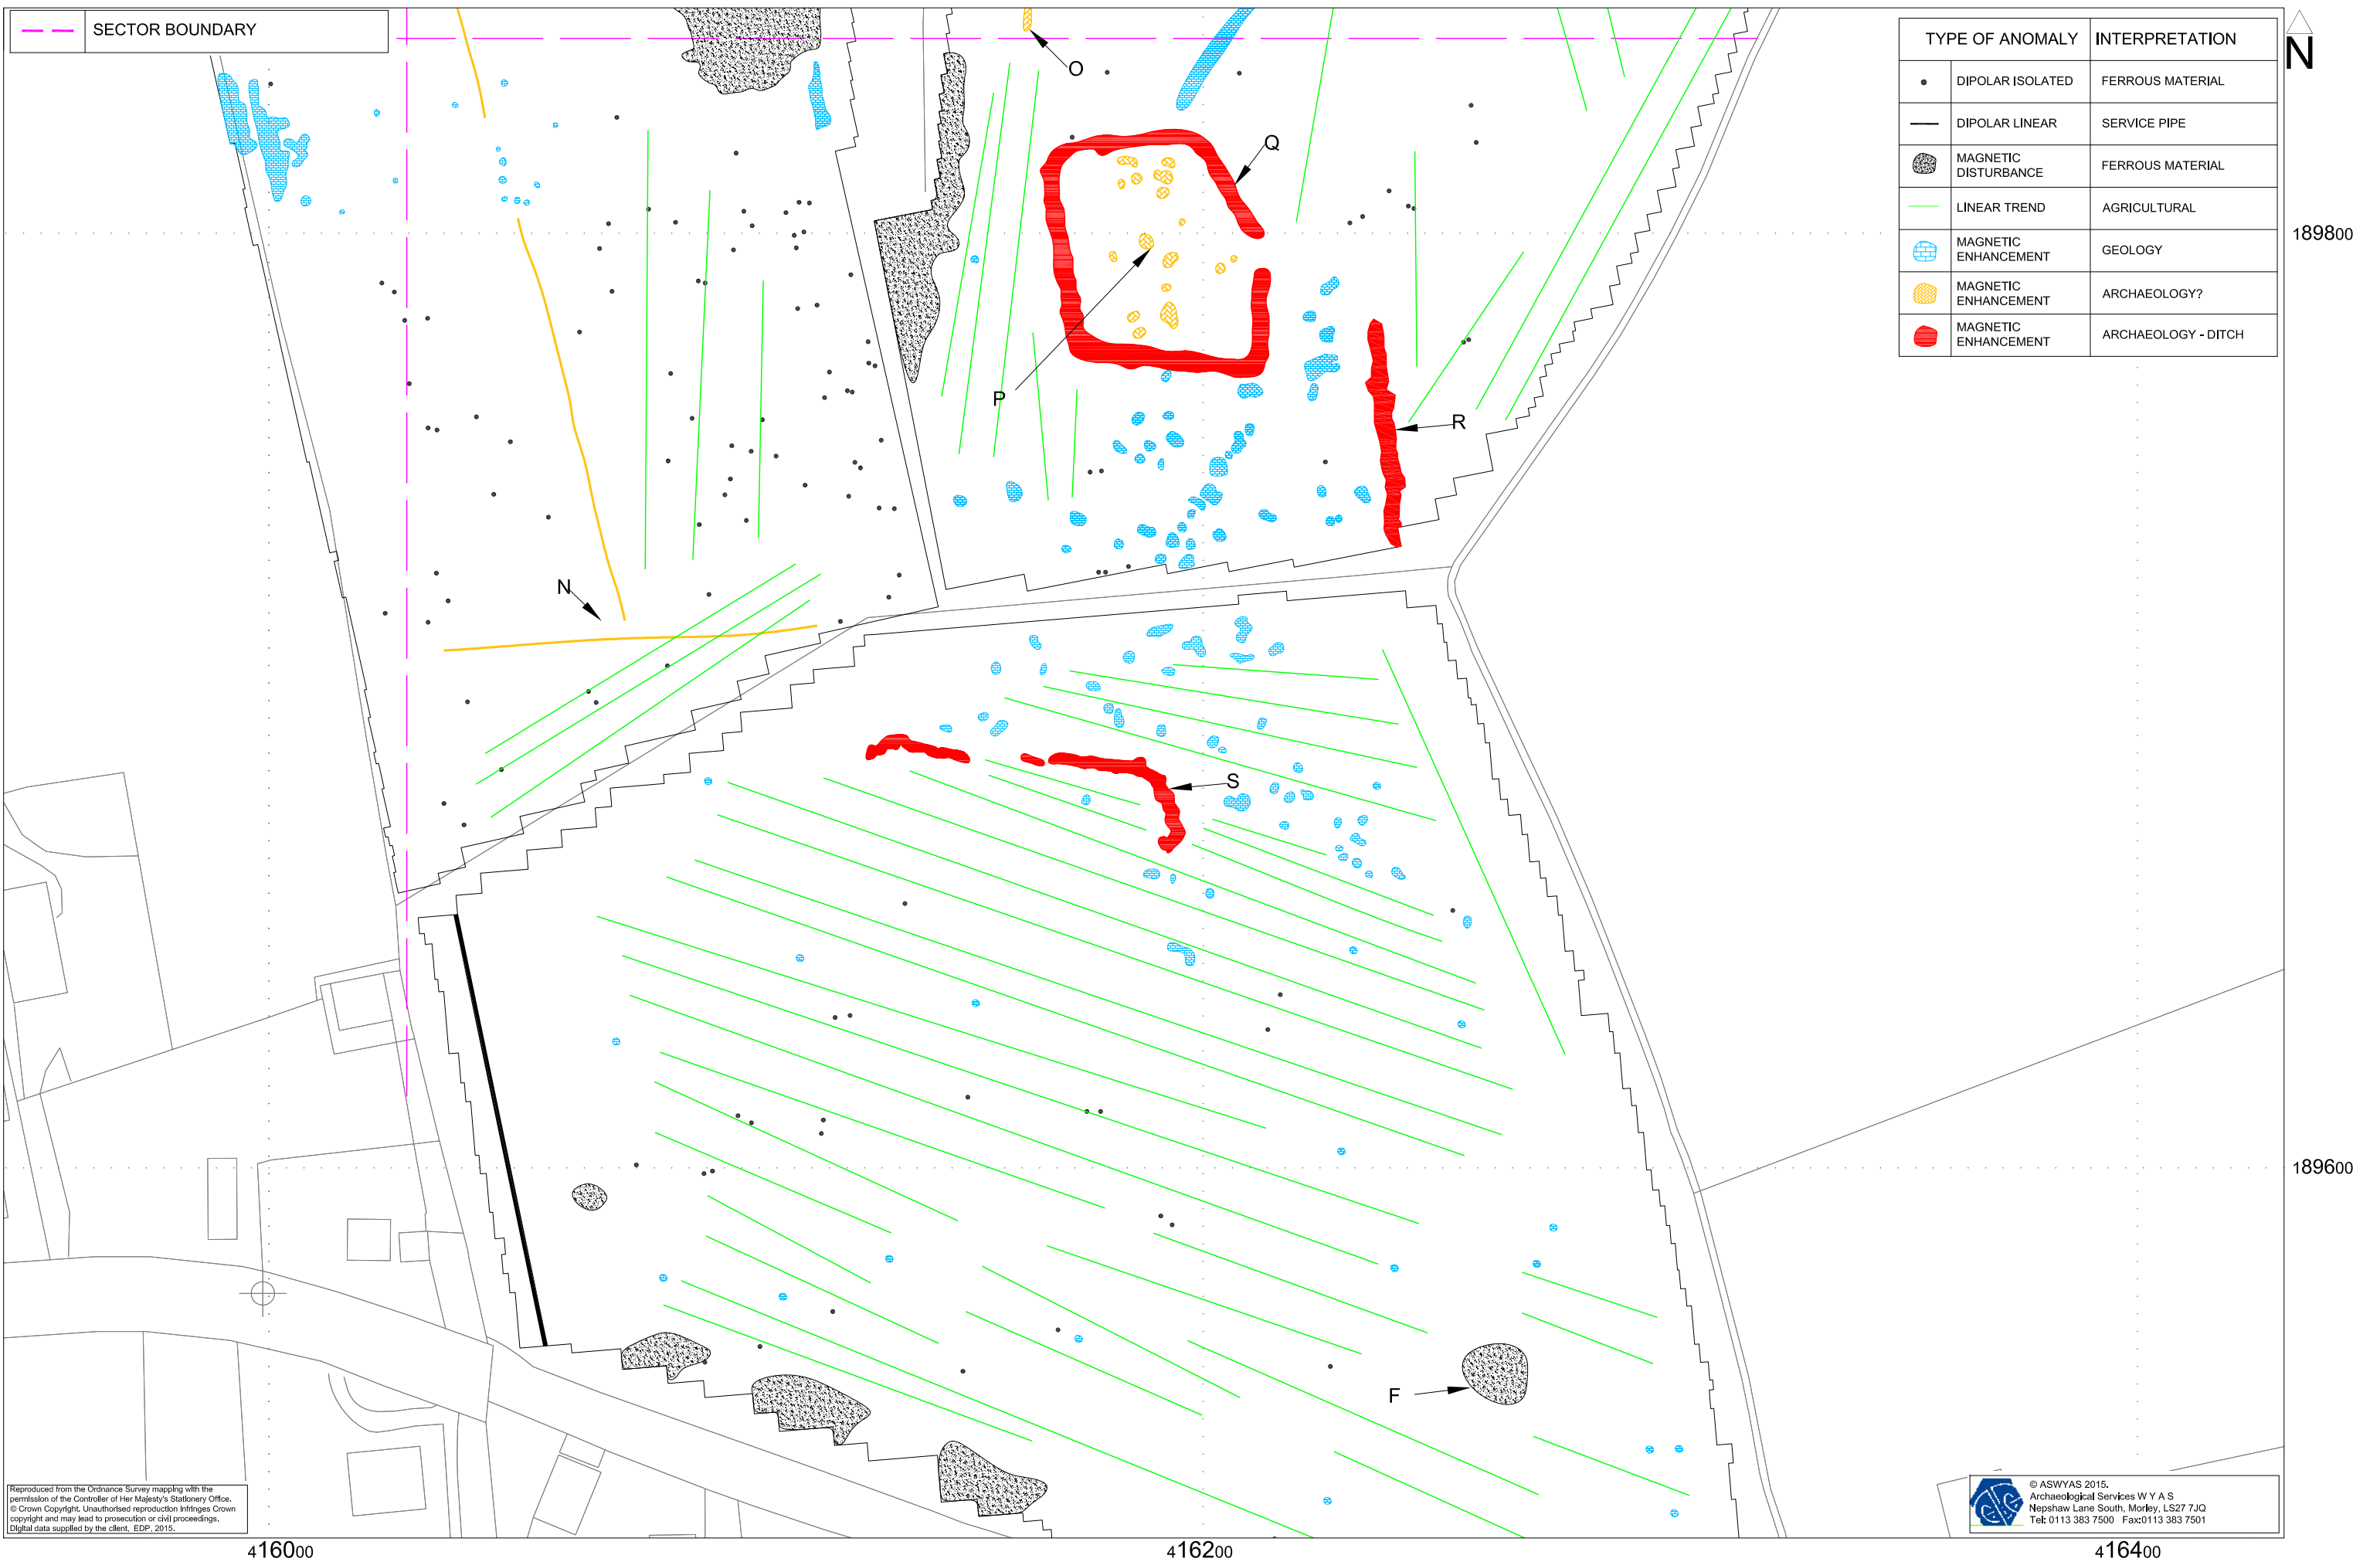 SECTOR BOUNDARY
TYPE OF ANOMALY INTERPRETATION
DIPOLAR ISOLATED FERROUS MATERIAL
DIPOLAR LINEAR SERVICE PIPE
MAGNETIC
DISTURBANCE
FERROUS MATERIAL
LINEAR TREND AGRICULTURAL
MAGNETIC
ENHANCEMENT
GEOLOGY
MAGNETIC
ENHANCEMENT
ARCHAEOLOGY?
MAGNETIC
ENHANCEMENT
ARCHAEOLOGY - DITCH
N
O
Q
189800
P
R
N
S
189600
F
Reproduced from the Ordnance Survey mapping with the
permission of the Controller of Her Majesty's Stationery Office.
© Crown Copyright. Unauthorised reproduction infringes Crown
copyright and may lead to prosecution or civil proceedings.
Digital data supplied by the client, EDP, 2015.
© ASWYAS 2015.
Archaeological Services W Y A S
Nepshaw Lane South, Morley, LS27 7JQ
Tel: 0113 383 7500 Fax:0113 383 7501
416000
416200
416400